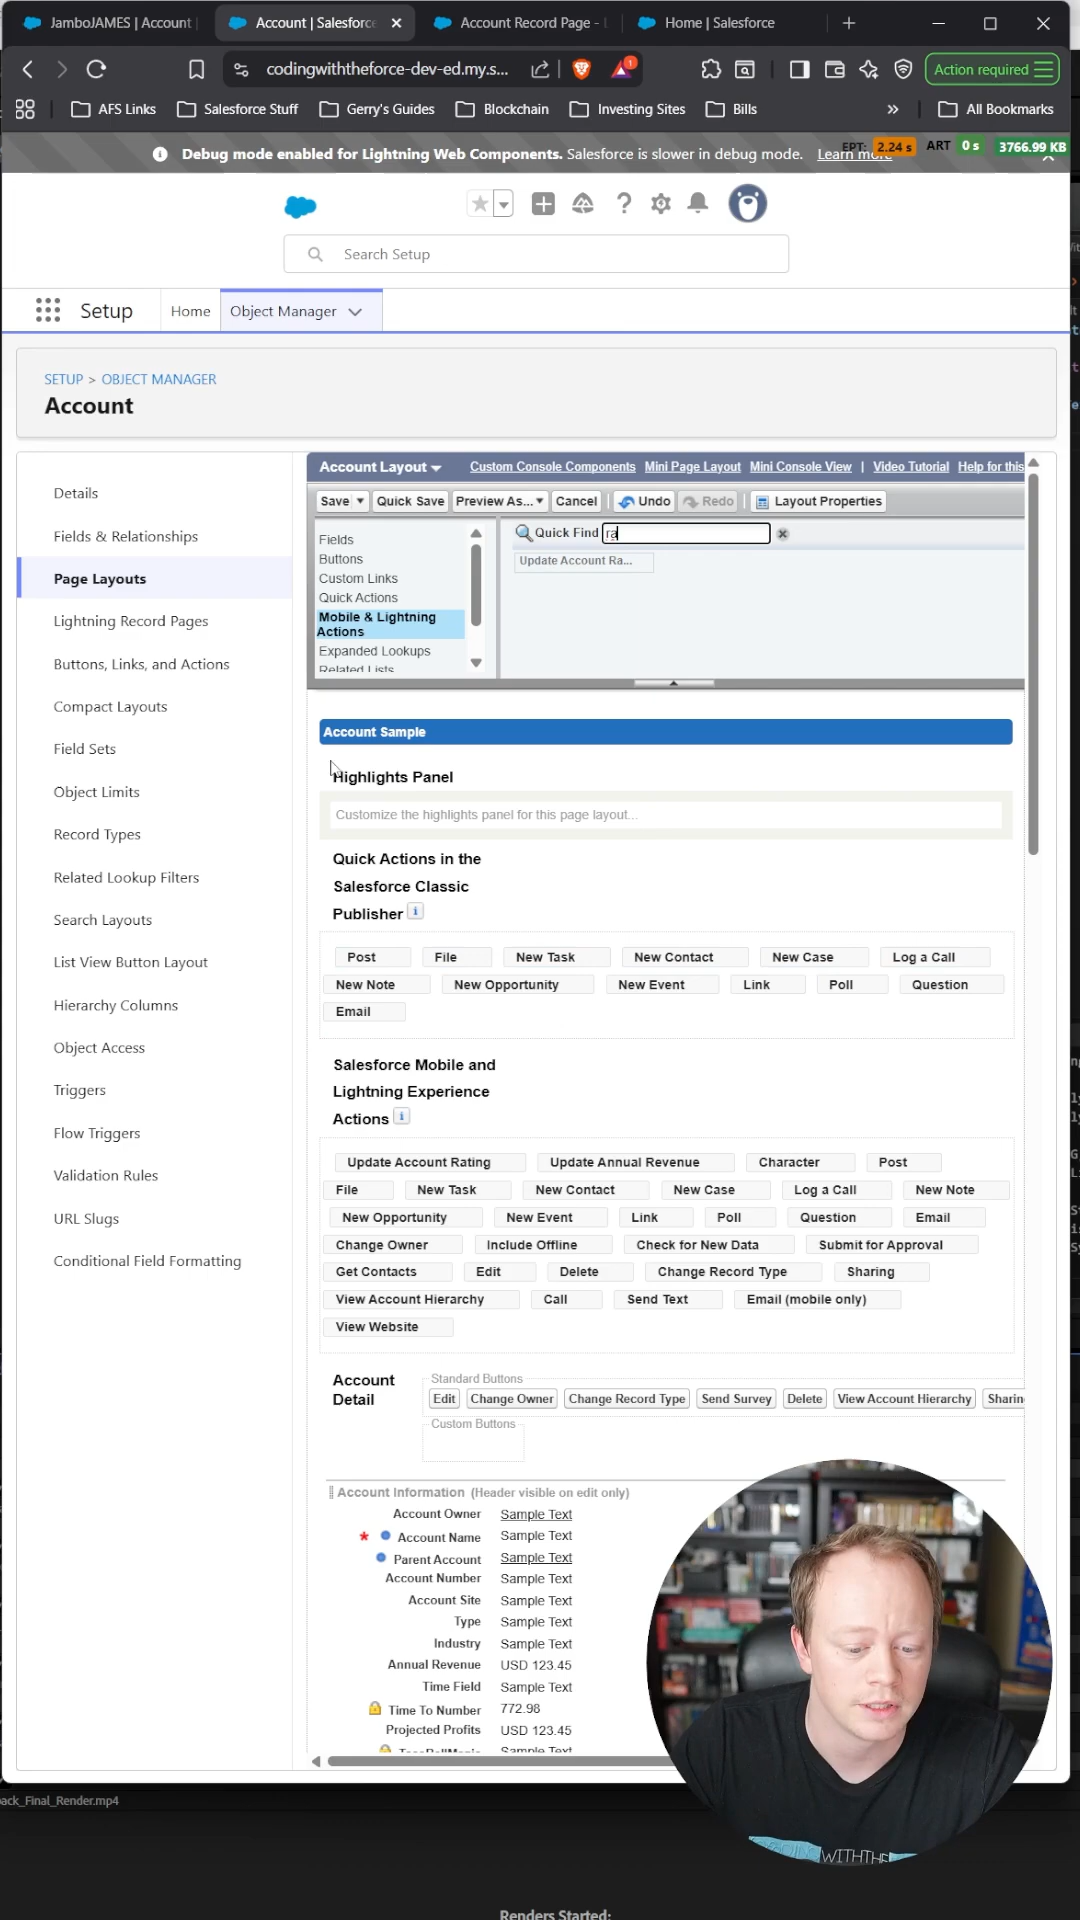 JambоJAMES | Account
Account | Salesforce
Account Record Page -
Home | Salesforce
codingwiththeforce-dev-ed.my.s...
1
Action required
AFS Links
Salesforce Stuff
Gerry's Guides
Blockchain
Investing Sites
Bills
All Bookmarks
Debug mode enabled for Lightning Web Components. Salesforce is slower in debug mode. Learn more
EPT: 2.24 s
ART 0 s
3766.99 KB
Search Setup
Setup
Home
Object Manager
SETUP > OBJECT MANAGER
Account
Details
Fields & Relationships
Page Layouts
Lightning Record Pages
Buttons, Links, and Actions
Compact Layouts
Field Sets
Object Limits
Record Types
Related Lookup Filters
Search Layouts
List View Button Layout
Hierarchy Columns
Object Access
Triggers
Flow Triggers
Validation Rules
URL Slugs
Conditional Field Formatting
Account Layout
Custom Console Components Mini Page Layout Mini Console View | Video Tutorial Help for this
Save
Quick Save
Preview As...
Cancel
Undo
Redo
Layout Properties
Fields
Buttons
Custom Links
Quick Actions
Mobile & Lightning
Actions
Expanded Lookups
Related Lists
Quick Find ra
Update Account Ra...
Account Sample
Highlights Panel
Customize the highlights panel for this page layout...
Quick Actions in the
Salesforce Classic
Publisher
Post File New Task New Contact New Case Log a Call
New Note New Opportunity New Event Link Poll Question
Email
Salesforce Mobile and
Lightning Experience
Actions
Update Account Rating Update Annual Revenue Character Post
File New Task New Contact New Case Log a Call New Note
New Opportunity New Event Link Poll Question Email
Change Owner Include Offline Check for New Data Submit for Approval
Get Contacts Edit Delete Change Record Type Sharing
View Account Hierarchy Call Send Text Email (mobile only)
View Website
Account
Detail
Standard Buttons
Edit Change Owner Change Record Type Send Survey Delete View Account Hierarchy Sharin
Custom Buttons
Account Information (Header visible on edit only)
Account Owner Sample Text
* Account Name Sample Text
Parent Account Sample Text
Account Number Sample Text
Account Site Sample Text
Type Sample Text
Industry Sample Text
Annual Revenue USD 123.45
Time Field Sample Text
Time To Number 772.98
Projected Profits USD 123.45
Sample Text
ack_Final_Render.mp4
WITHTHE
Renders Started: